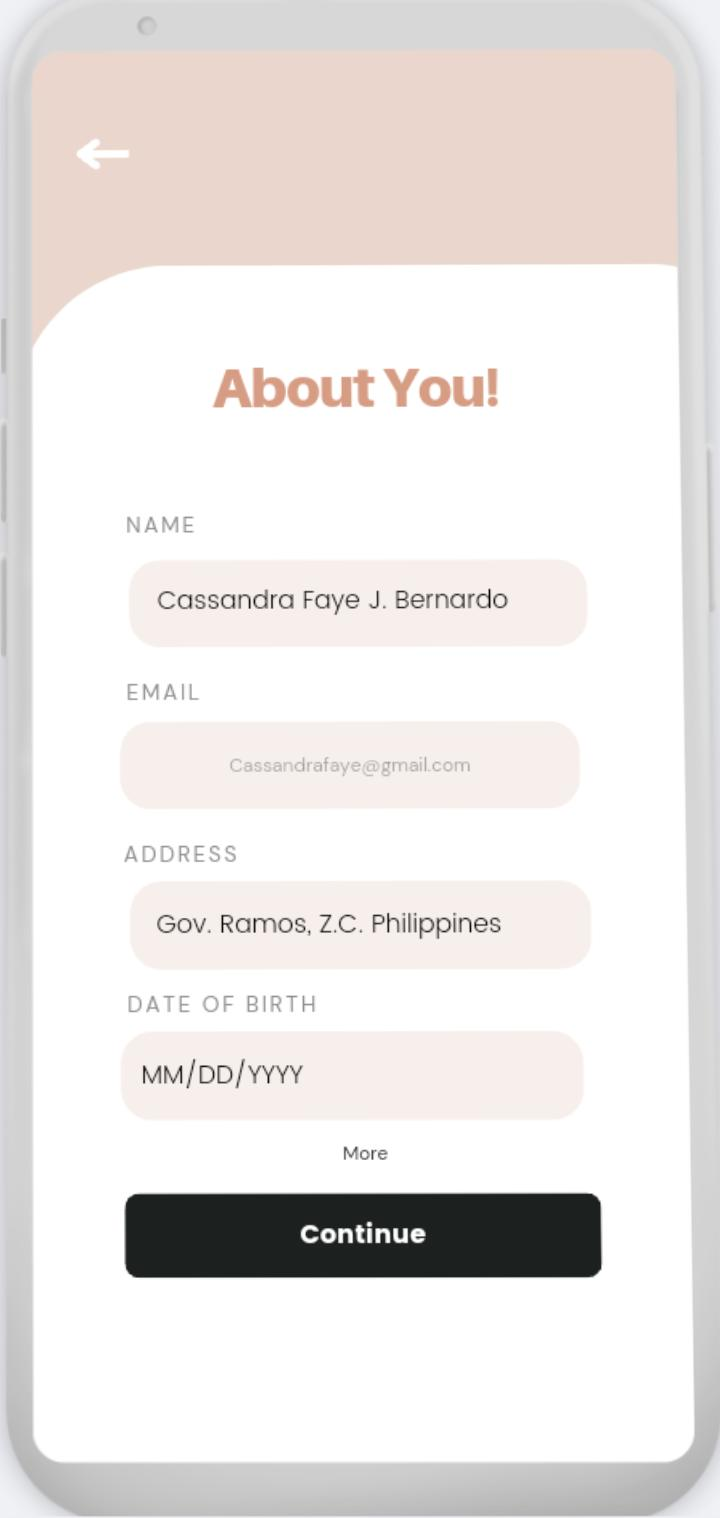 About You!
NAME
Cassandra Faye J. Bernardo
EMAIL
Cassandrafaye@gmail.com
ADDRESS
Gov. Ramos, Z.C. Philippines
DATE OF BIRTH
MM/DD/YYYY
More
Continue